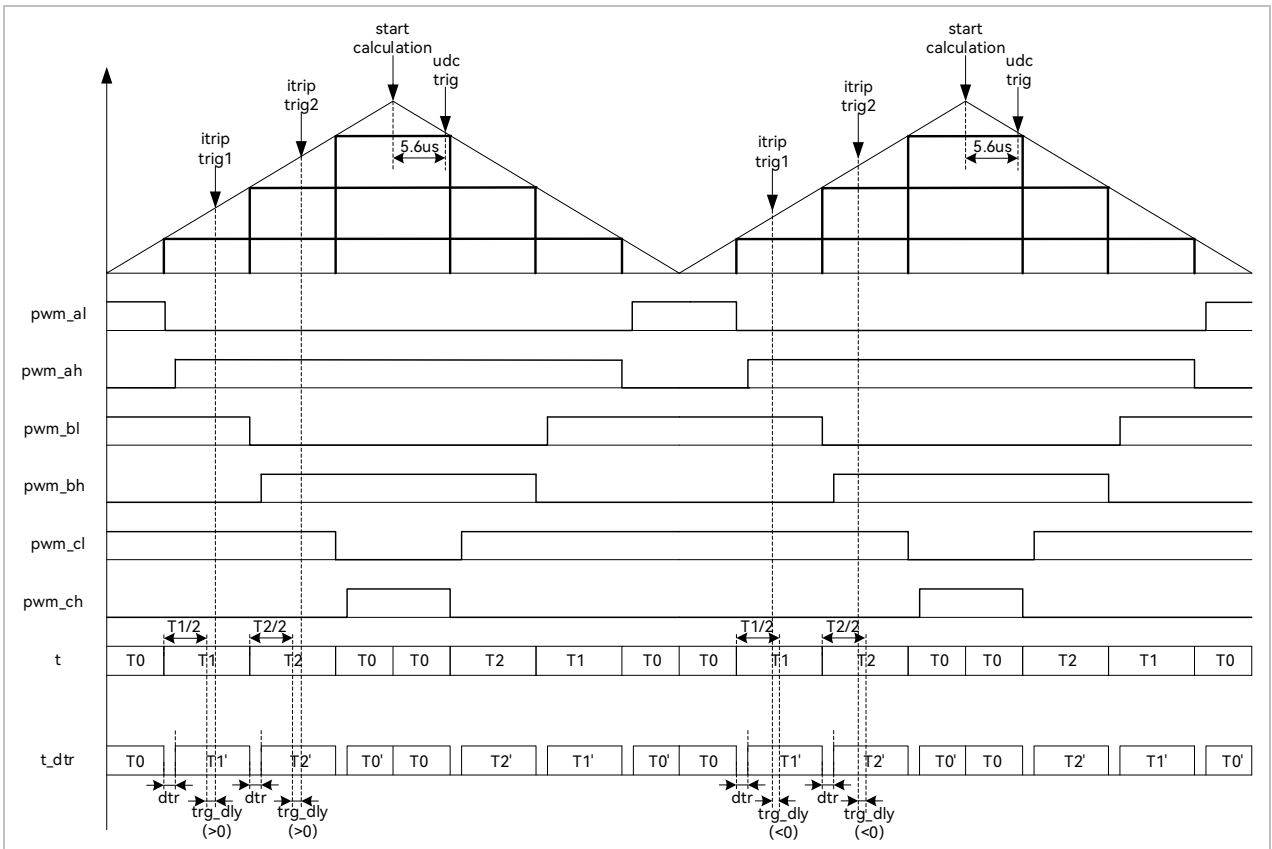 start
calculation
udc
trig
itrip
trig2
itrip
trig1
5.6us
start
calculation
udc
trig
itrip
trig2
itrip
trig1
5.6us
pwm_al
pwm_ah
pwm_bl
pwm_bh
pwm_cl
pwm_ch
T1/2 T2/2 T1/2 T2/2
t T0 T1 T2 T0 T0 T2 T1 T0 T0 T1 T2 T0 T0 T2 T1 T0
t_dtr T0 T1' T2' T0' T0 T2' T1' T0' T0 T1' T2' T0' T0 T2' T1' T0'
dtr dtr dtr dtr
trg_dly trg_dly trg_dly trg_dly
(>0) (>0) (<0) (<0)